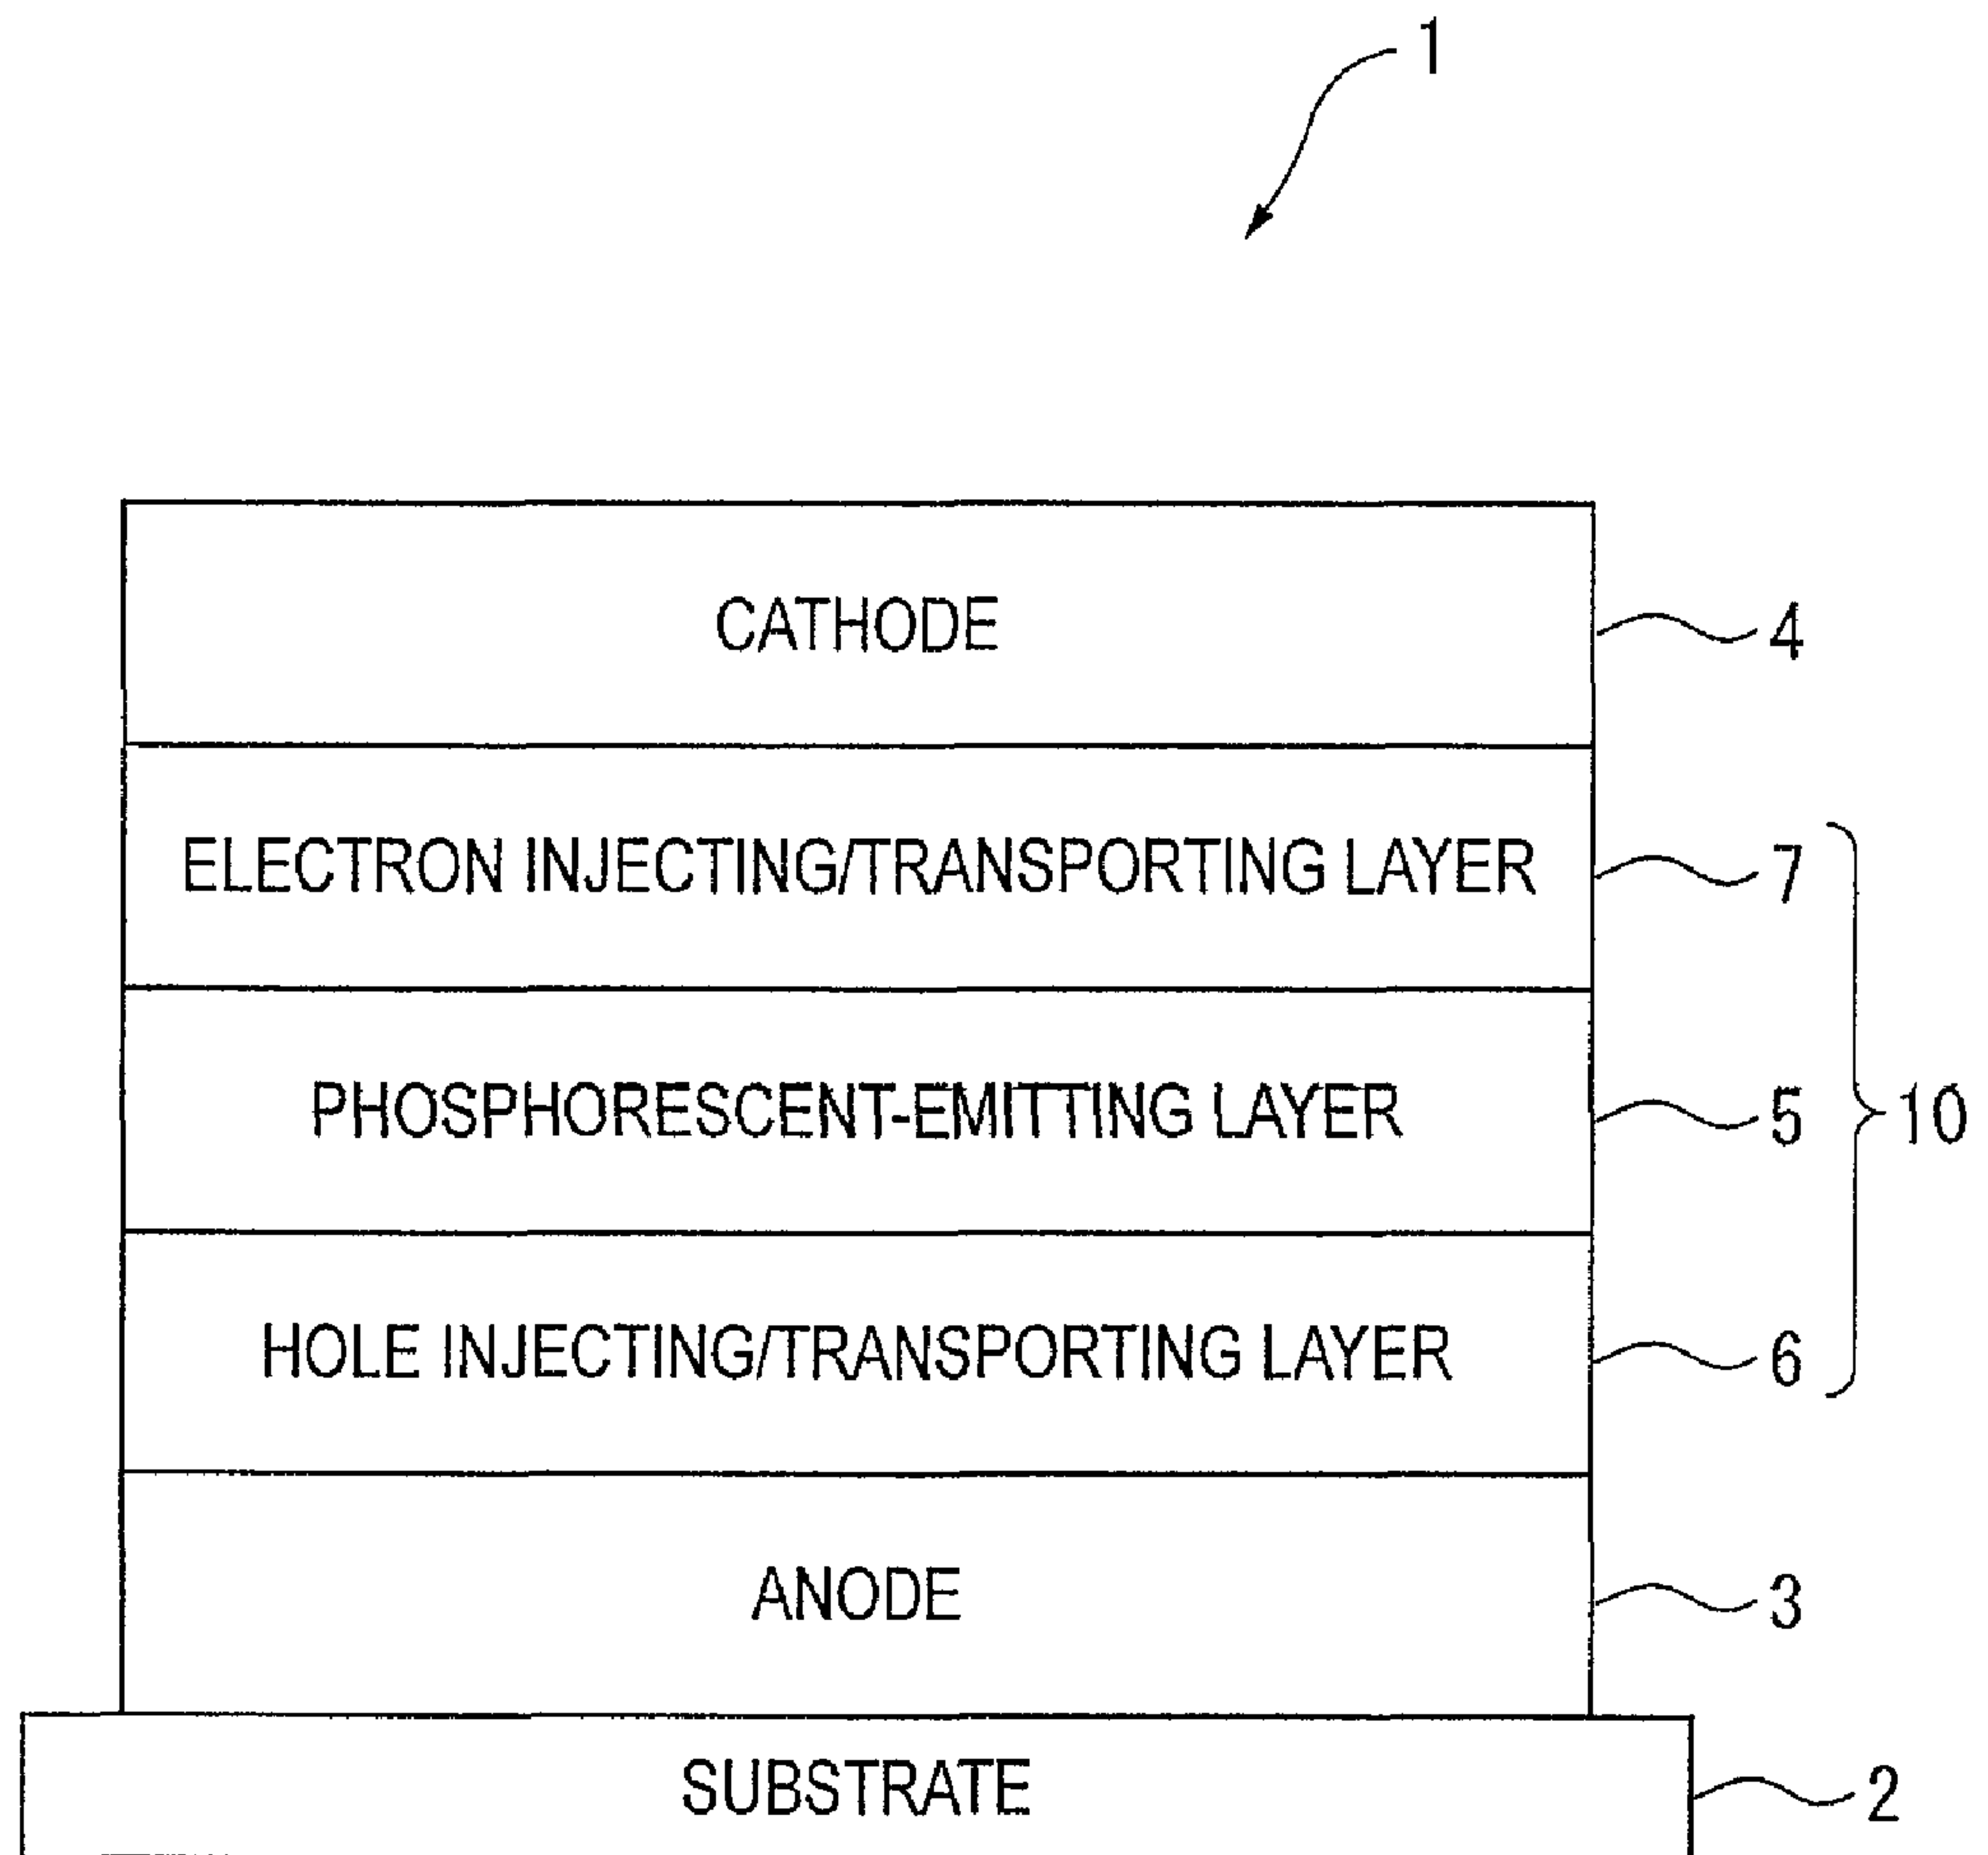 1
CATHODE 4
ELECTRON INJECTING/TRANSPORTING LAYER 7
PHOSPHORESCENT-EMITTING LAYER 5 10
HOLE INJECTING/TRANSPORTING LAYER 6
ANODE 3
SUBSTRATE 2